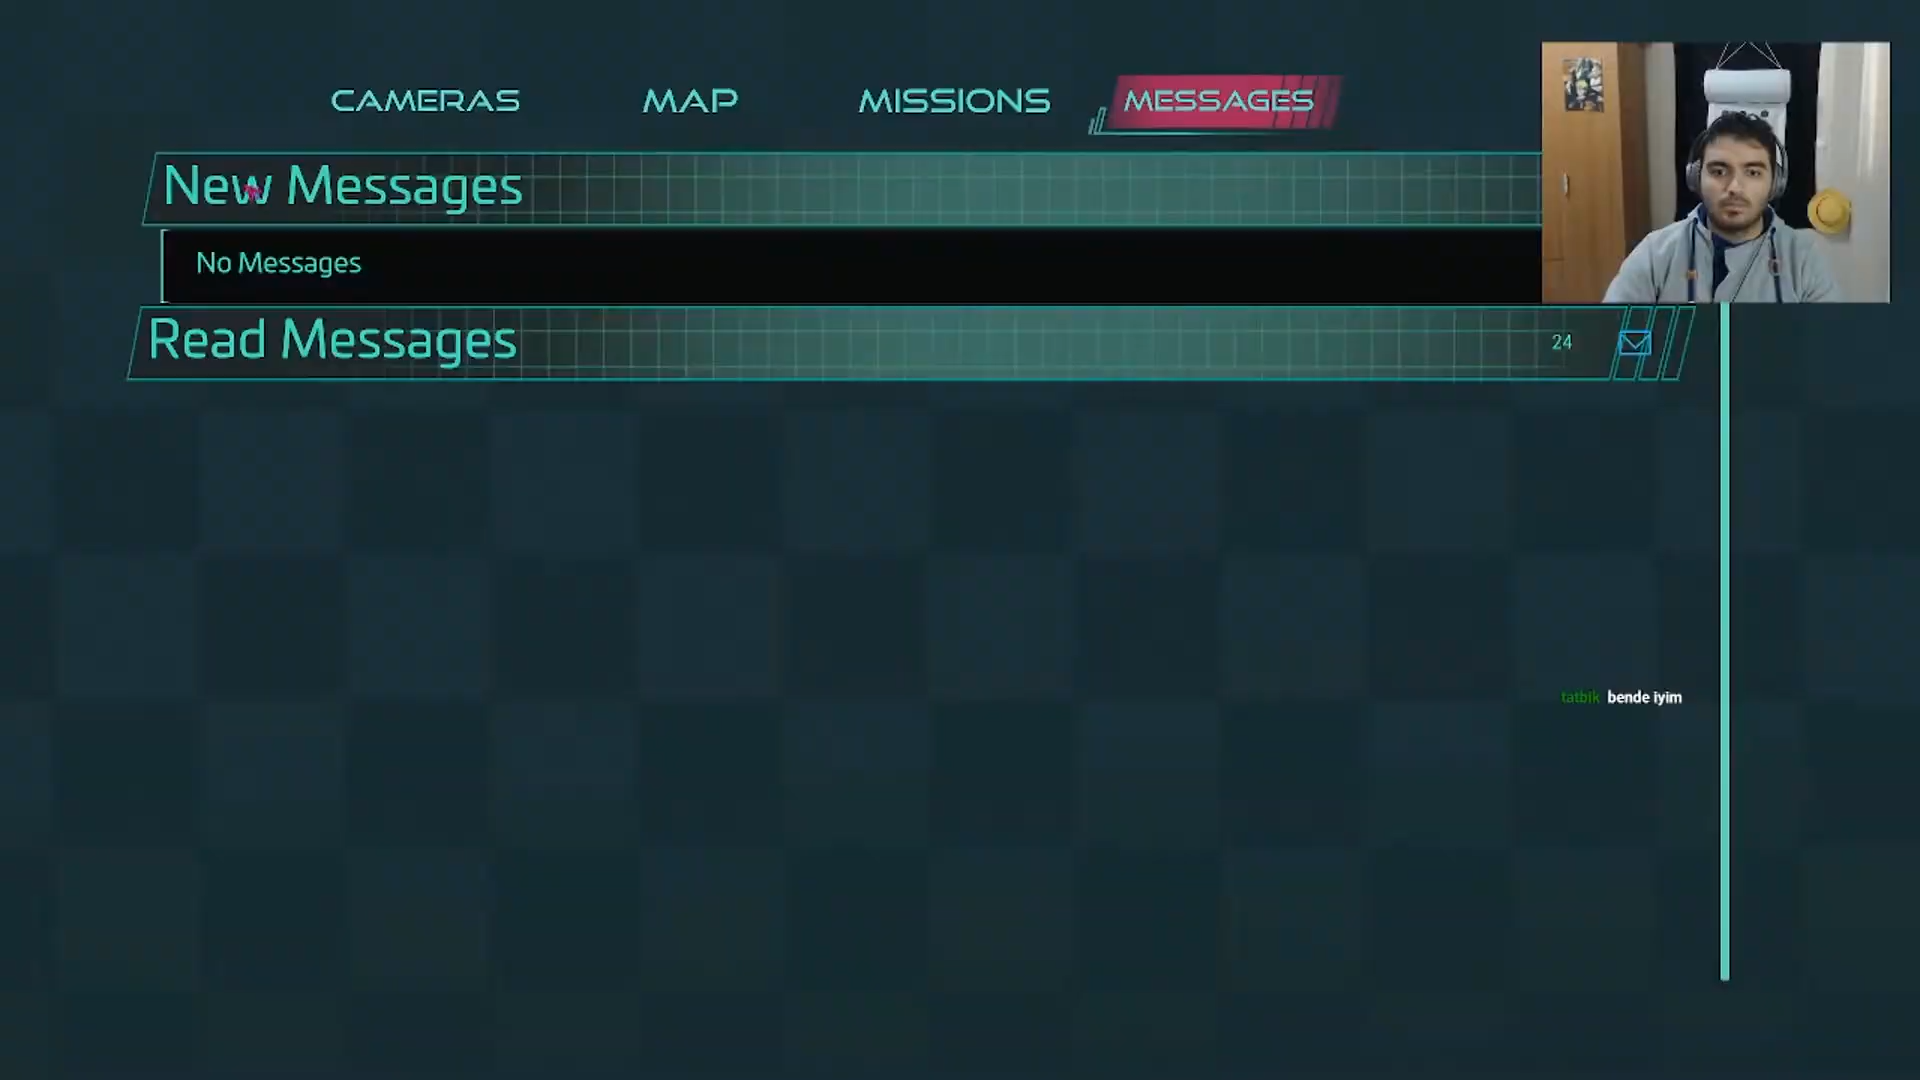 CAMERAS MAP MISSIONS MESSAGES
New Messages
No Messages
Read Messages 24
tatbik bende iyim